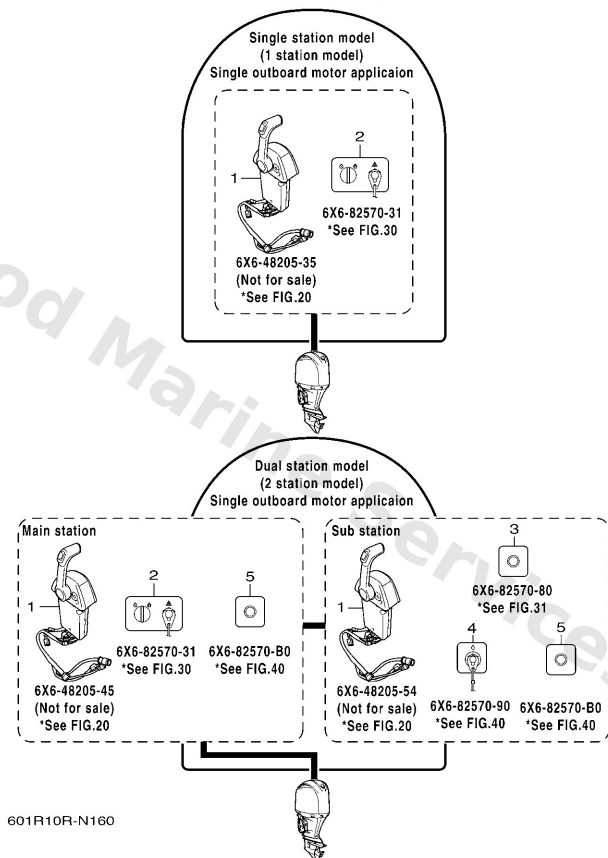 Single station model
(1 station model)
Single outboard motor applicaion
1
2
6X6-82570-31
*See FIG.30
6X6-48205-35
(Not for sale)
*See FIG.20
Dual station model
(2 station model)
Single outboard motor applicaion
Main station
1
2
5
6X6-82570-31
*See FIG.30
6X6-82570-B0
*See FIG.40
6X6-48205-45
(Not for sale)
*See FIG.20
Sub station
3
6X6-82570-80
*See FIG.31
1
4
5
6X6-48205-54
(Not for sale)
*See FIG.20
6X6-82570-90
*See FIG.40
6X6-82570-B0
*See FIG.40
601R10R-N160
od Marine Services